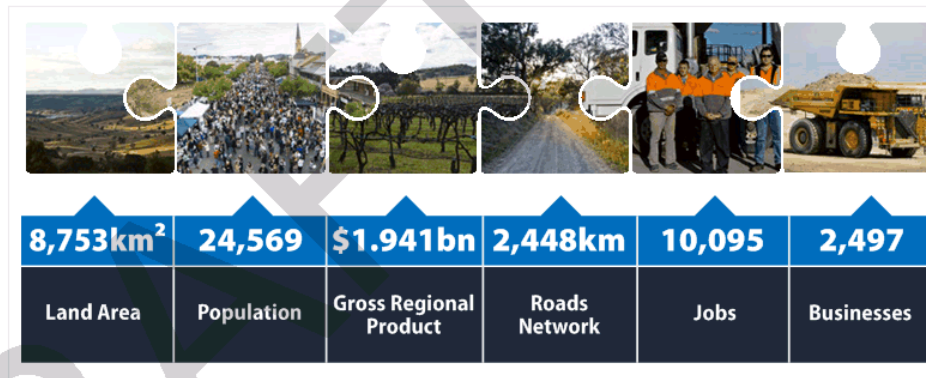 8,753km² 24,569 $1.941bn 2,448km 10,095 2,497
Land Area Population Gross Regional Product Roads Network Jobs Businesses
DRAFT